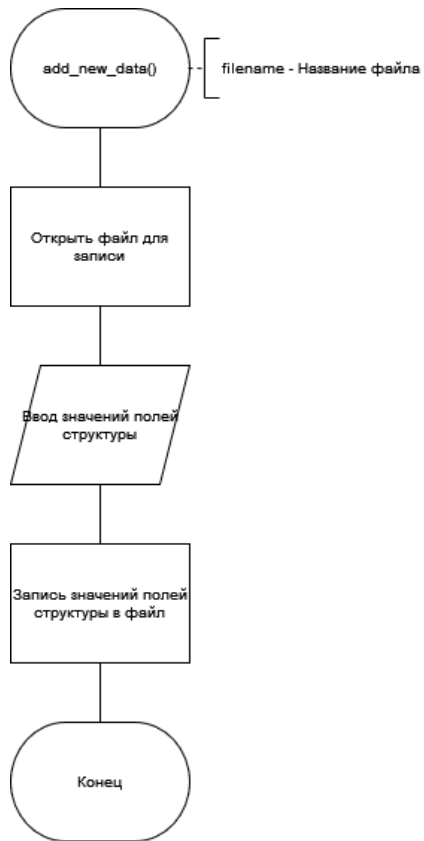 add_new_data()
filename - Название файла
Открыть файл для
записи
Ввод значений полей
структуры
Запись значений полей
структуры в файл
Конец